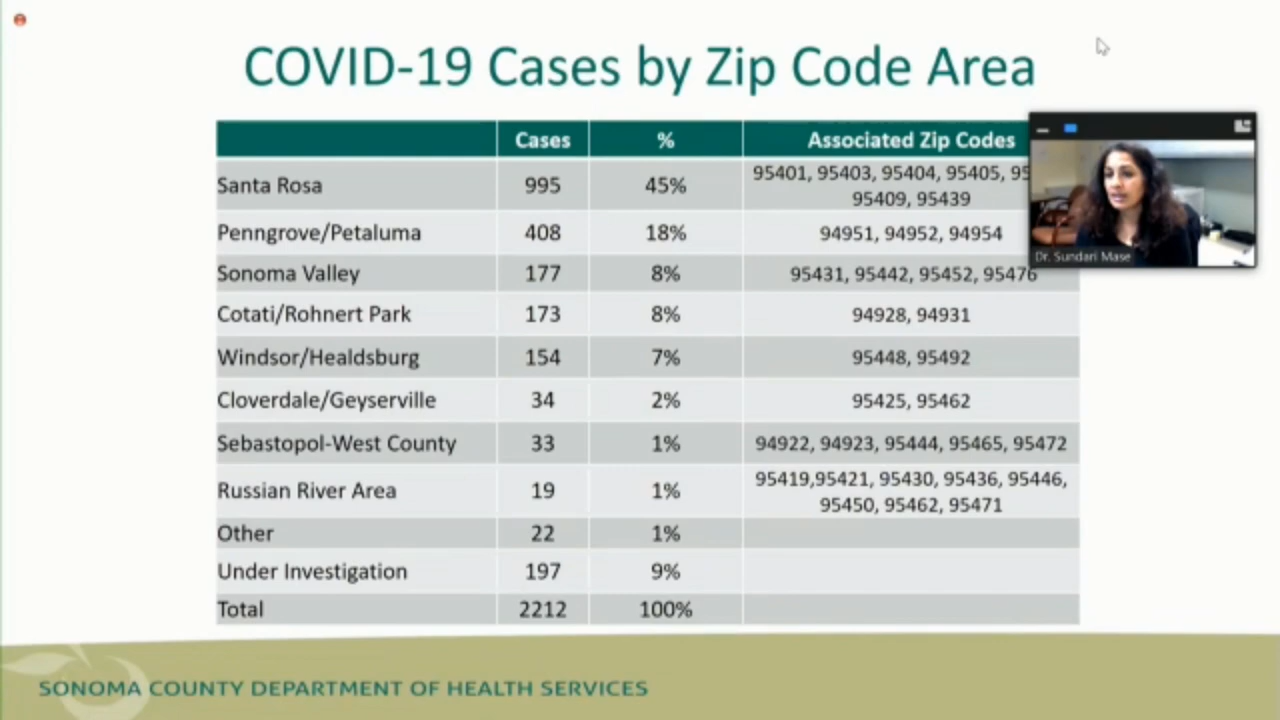 COVID-19 Cases by Zip Code Area
Cases % Associated Zip Codes
Santa Rosa 995 45% 95401, 95403, 95404, 95405,
95409, 95439
Penngrove/Petaluma 408 18% 94951, 94952, 94954
Sonoma Valley 177 8% 95431, 95442, 95452, 95476
Cotati/Rohnert Park 173 8% 94928, 94931
Windsor/Healdsburg 154 7% 95448, 95492
Cloverdale/Geyserville 34 2% 95425, 95462
Sebastopol-West County 33 1% 94922, 94923, 95444, 95465, 95472
Russian River Area 19 1% 95419,95421, 95430, 95436, 95446,
95450, 95462, 95471
Other 22 1%
Under Investigation 197 9%
Total 2212 100%
Dr. Sundari Mase
SONOMA COUNTY DEPARTMENT OF HEALTH SERVICES